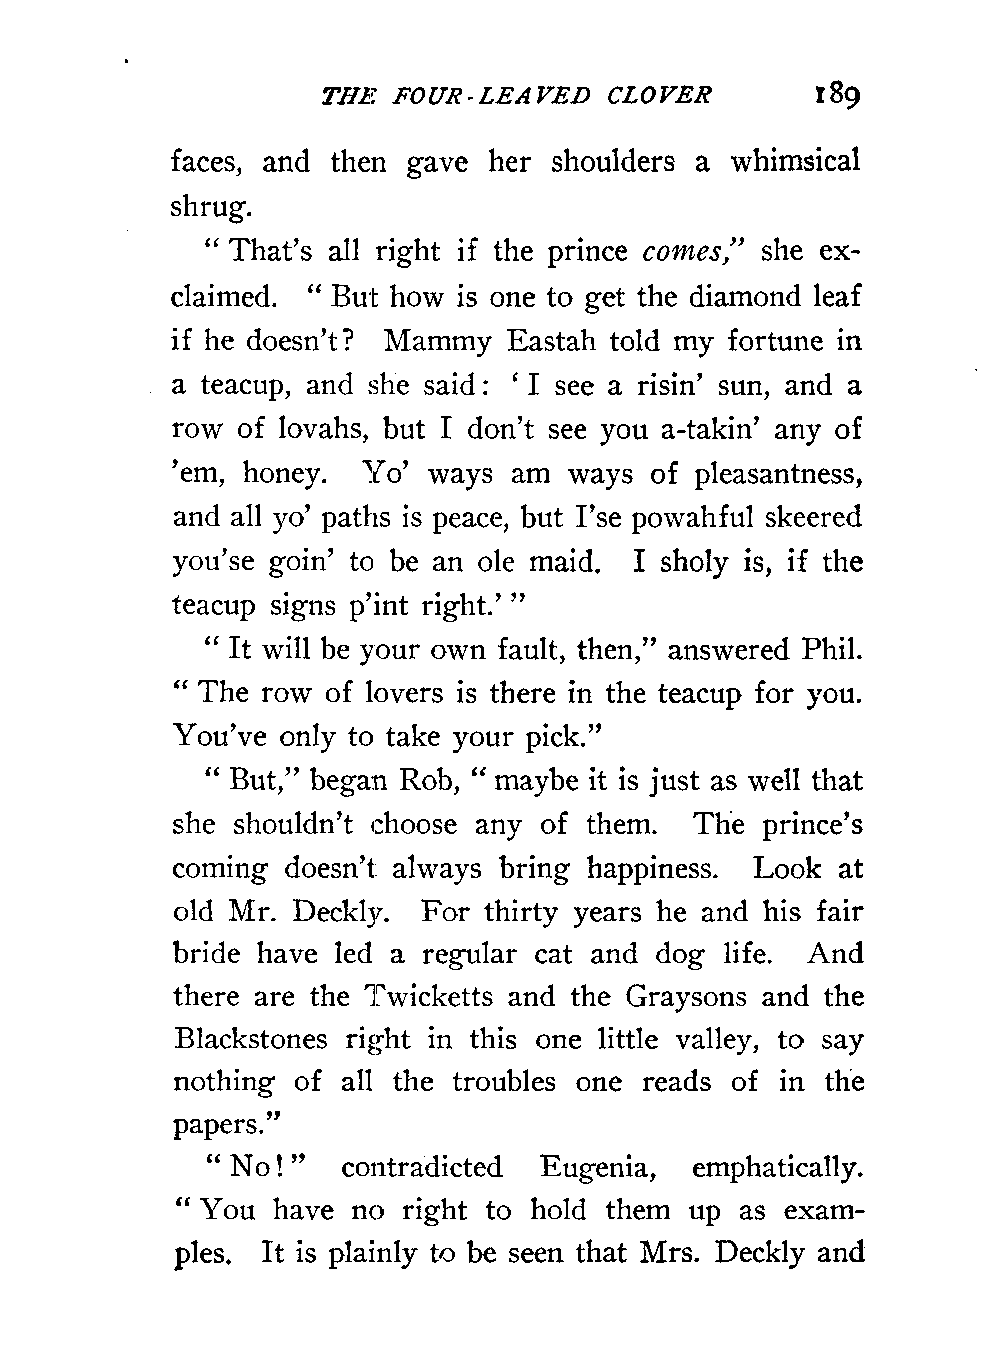 THE FOUR-LEAVED CLOVER 189
faces, and then gave her shoulders a whimsical
shrug.
“ That’s all right if the prince comes,” she ex-
claimed. “ But how is one to get the diamond leaf
if he doesn’t? Mammy Eastah told my fortune in
a teacup, and she said: ‘ I see a risin’ sun, and a
row of lovahs, but I don’t see you a-takin’ any of
’em, honey. Yo’ ways am ways of pleasantness,
and all yo’ paths is peace, but I’se powahful skeered
you’se goin’ to be an ole maid. I sholy is, if the
teacup signs p’int right.’ ”
“ It will be your own fault, then,” answered Phil.
“ The row of lovers is there in the teacup for you.
You’ve only to take your pick.”
“ But,” began Rob, “ maybe it is just as well that
she shouldn’t choose any of them. The prince’s
coming doesn’t always bring happiness. Look at
old Mr. Deckly. For thirty years he and his fair
bride have led a regular cat and dog life. And
there are the Twicketts and the Graysons and the
Blackstones right in this one little valley, to say
nothing of all the troubles one reads of in the
papers.”
“ No! ” contradicted Eugenia, emphatically.
“ You have no right to hold them up as exam-
ples. It is plainly to be seen that Mrs. Deckly and